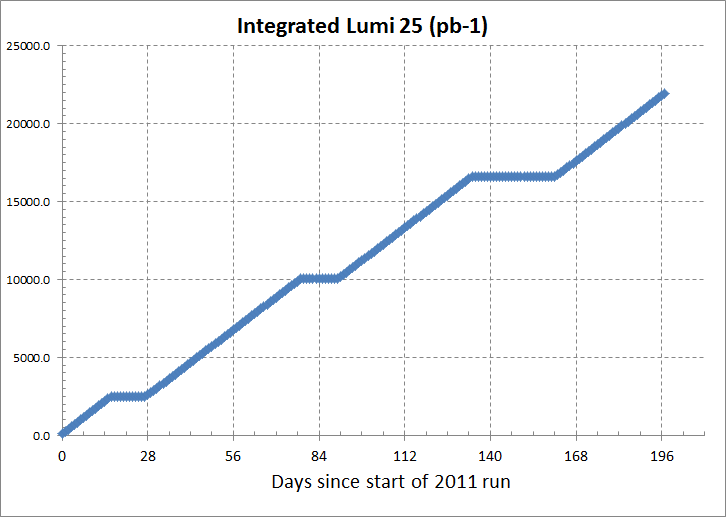 Integrated Lumi 25 (pb-1)
25000.0
20000.0
15000.0
10000.0
5000.0
0.0
0 28 56 84 112 140 168 196
Days since start of 2011 run